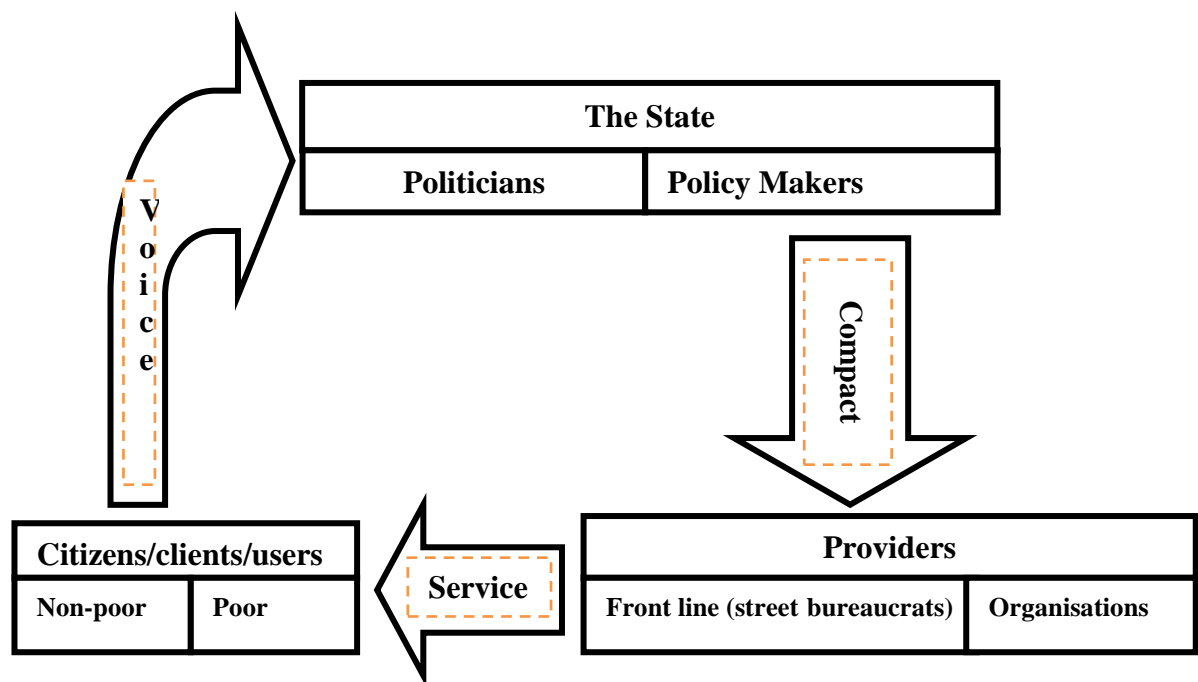 The State
Politicians
Policy Makers
Voice
Compact
Citizens/clients/users
Non-poor
Poor
Service
Providers
Front line (street bureaucrats)
Organisations